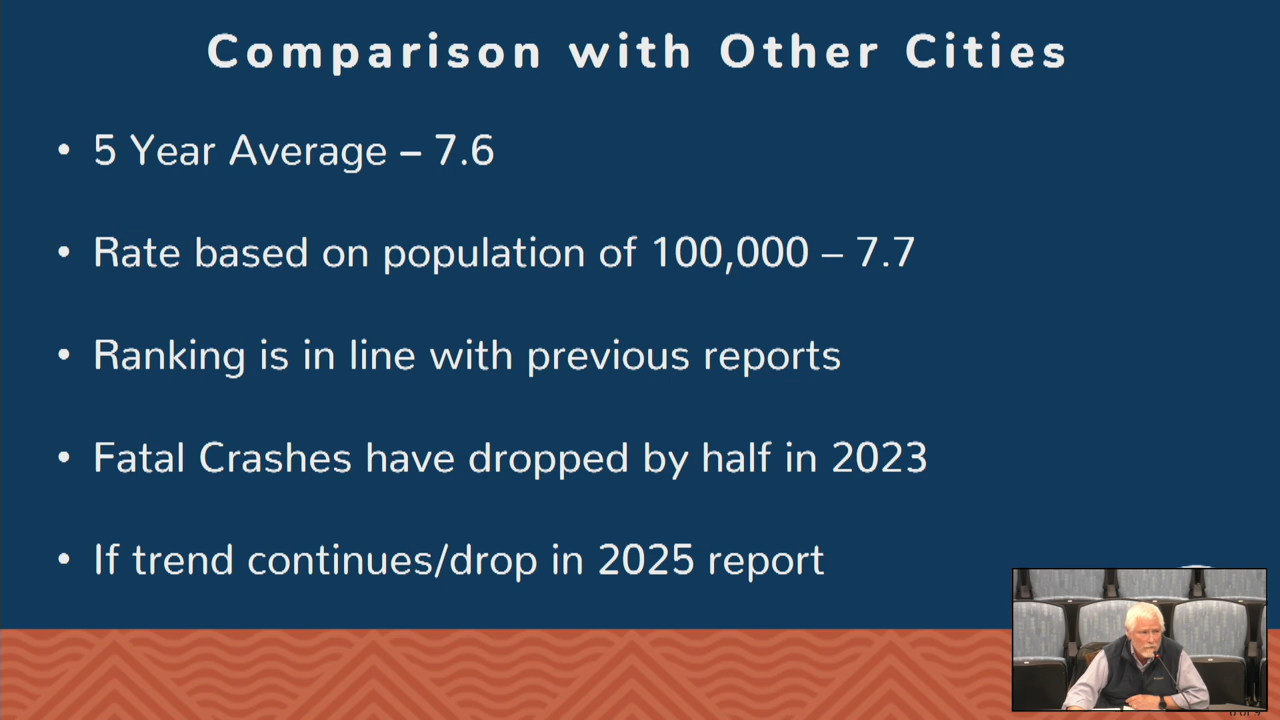 Comparison with Other Cities
• 5 Year Average – 7.6
• Rate based on population of 100,000 – 7.7
• Ranking is in line with previous reports
• Fatal Crashes have dropped by half in 2023
• If trend continues/drop in 2025 report